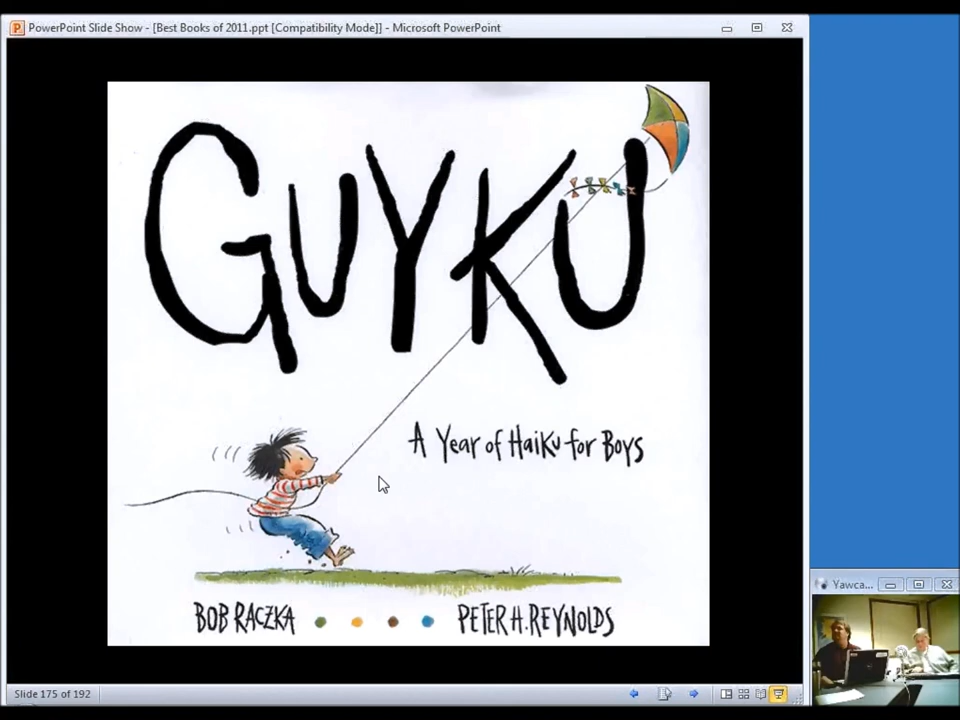 PowerPoint Slide Show - [Best Books of 2011.ppt [Compatibility Mode]] - Microsoft PowerPoint
GUYKU
A Year of Haiku for Boys
BOB RACZKA
PETER H. REYNOLDS
Yawca...
Slide 175 of 192